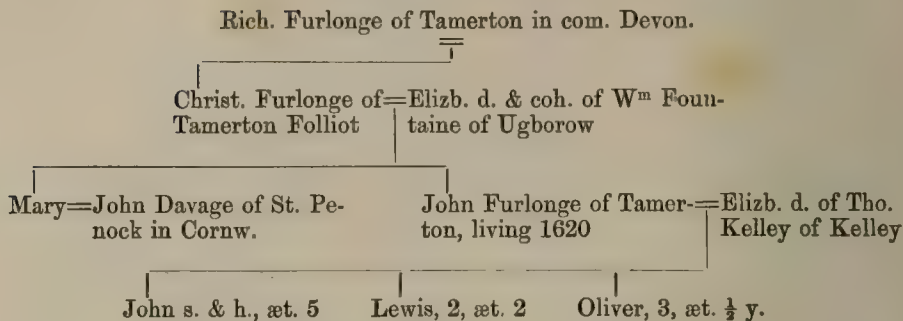 Rich. Furlonge of Tamerton in com. Devon.
Christ. Furlonge of=Elizb. d. & coh. of Wᵐ Foun-
Tamerton Folliot taine of Ugborow
Mary=John Davage of St. Pe- John Furlonge of Tamer-=Elizb. d. of Tho.
nock in Cornw. ton, living 1620 Kelley of Kelley
John s. & h., æt. 5 Lewis, 2, æt. 2 Oliver, 3, æt. ½ y.